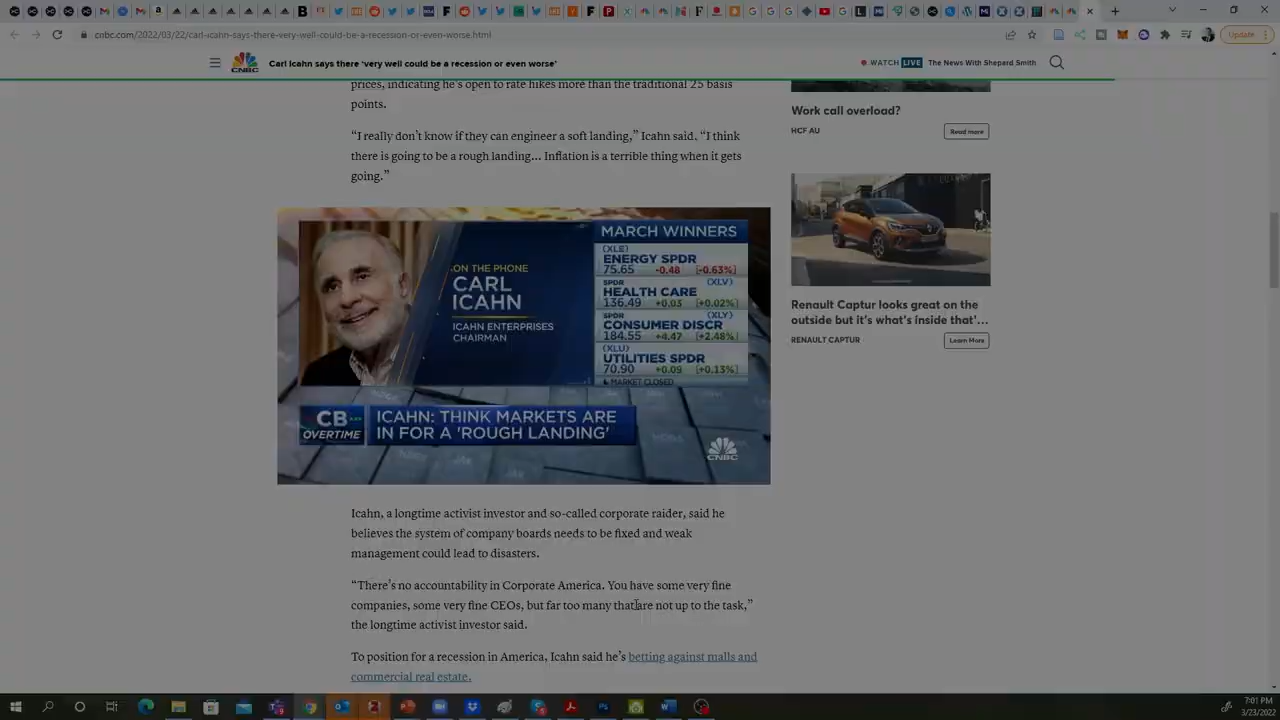 cnbc.com/2022/03/22/carl-icahn-says-there-very-well-could-be-a-recession-or-even-worse.html
Update
CNBC
Carl Icahn says there ‘very well could be a recession or even worse’
WATCH LIVE
The News With Shepard Smith
prices, indicating he’s open to rate hikes more than the traditional 25 basis
points.
“I really don’t know if they can engineer a soft landing,” Icahn said. “I think
there is going to be a rough landing... Inflation is a terrible thing when it gets
going.”
ON THE PHONE
CARL
ICAHN
ICAHN ENTERPRISES
CHAIRMAN
MARCH WINNERS
(XLE)
ENERGY SPDR
75.65 -0.48 (-0.63%)
SPDR (XLV)
HEALTH CARE
136.49 +0.03 (+0.02%)
SPDR (XLY)
CONSUMER DISCR
184.55 +4.47 (+2.48%)
(XLU)
UTILITIES SPDR
70.90 +0.09 (+0.13%)
MARKET CLOSED
CB
OVERTIME
ICAHN: THINK MARKETS ARE
IN FOR A 'ROUGH LANDING'
CNBC
Icahn, a longtime activist investor and so-called corporate raider, said he
believes the system of company boards needs to be fixed and weak
management could lead to disasters.
“There’s no accountability in Corporate America. You have some very fine
companies, some very fine CEOs, but far too many that are not up to the task,”
the longtime activist investor said.
To position for a recession in America, Icahn said he’s betting against malls and
commercial real estate.
Work call overload?
HCF AU
Read more
Renault Captur looks great on the
outside but it’s what’s inside that’...
RENAULT CAPTUR
Learn More
7:01 PM
3/23/2022